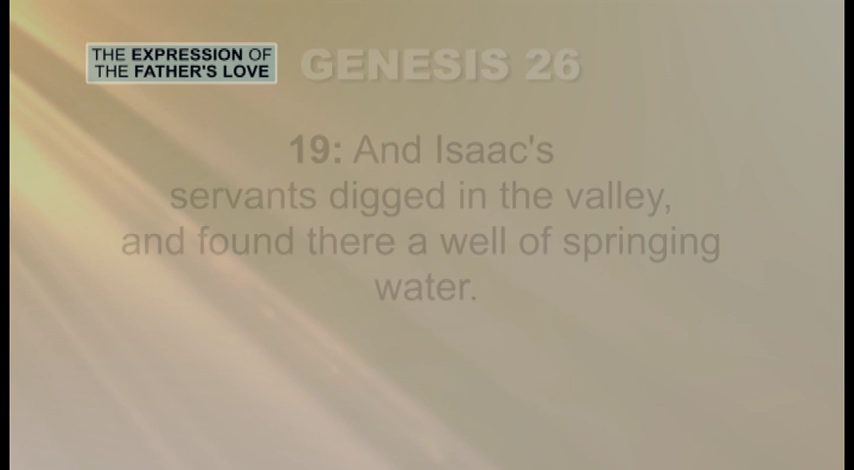 THE EXPRESSION OF
THE FATHER'S LOVE
GENESIS 26
19: And Isaac's
servants digged in the valley,
and found there a well of springing
water.